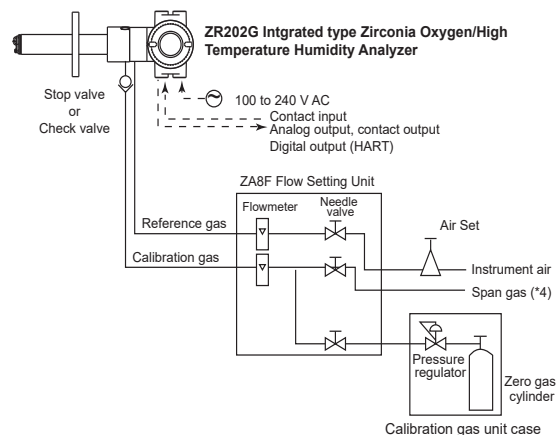 ZR202G Intgrated type Zirconia Oxygen/High
Temperature Humidity Analyzer
Stop valve
or
Check valve
100 to 240 V AC
Contact input
Analog output, contact output
Digital output (HART)
ZA8F Flow Setting Unit
Flowmeter
Needle
valve
Air Set
Reference gas
Calibration gas
Instrument air
Span gas (*4)
Pressure
regulator
Zero gas
cylinder
Calibration gas unit case